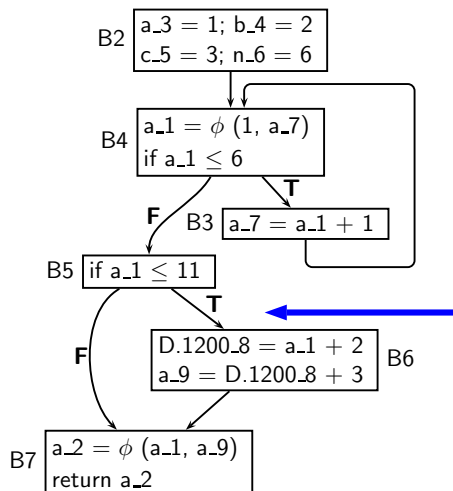 B2
a_3 = 1; b_4 = 2
c_5 = 3; n_6 = 6
B4
a_1 = ϕ (1, a_7)
if a_1 ≤ 6
F
T
B3
a_7 = a_1 + 1
B5
if a_1 ≤ 11
T
F
D.1200_8 = a_1 + 2
a_9 = D.1200_8 + 3
B6
B7
a_2 = ϕ (a_1, a_9)
return a_2